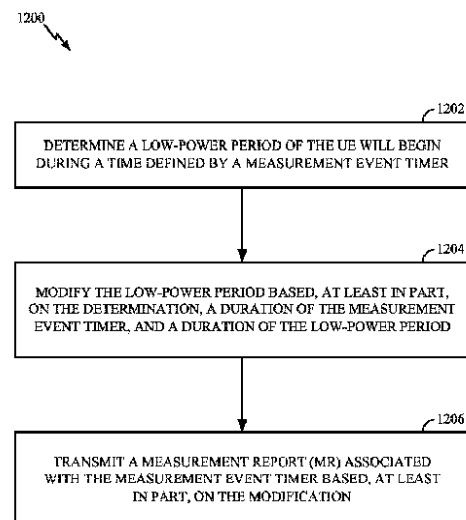 1200
1202
DETERMINE A LOW-POWER PERIOD OF THE UE WILL BEGIN
DURING A TIME DEFINED BY A MEASUREMENT EVENT TIMER
1204
MODIFY THE LOW-POWER PERIOD BASED, AT LEAST IN PART,
ON THE DETERMINATION, A DURATION OF THE MEASUREMENT
EVENT TIMER, AND A DURATION OF THE LOW-POWER PERIOD
1206
TRANSMIT A MEASUREMENT REPORT (MR) ASSOCIATED
WITH THE MEASUREMENT EVENT TIMER BASED, AT LEAST
IN PART, ON THE MODIFICATION